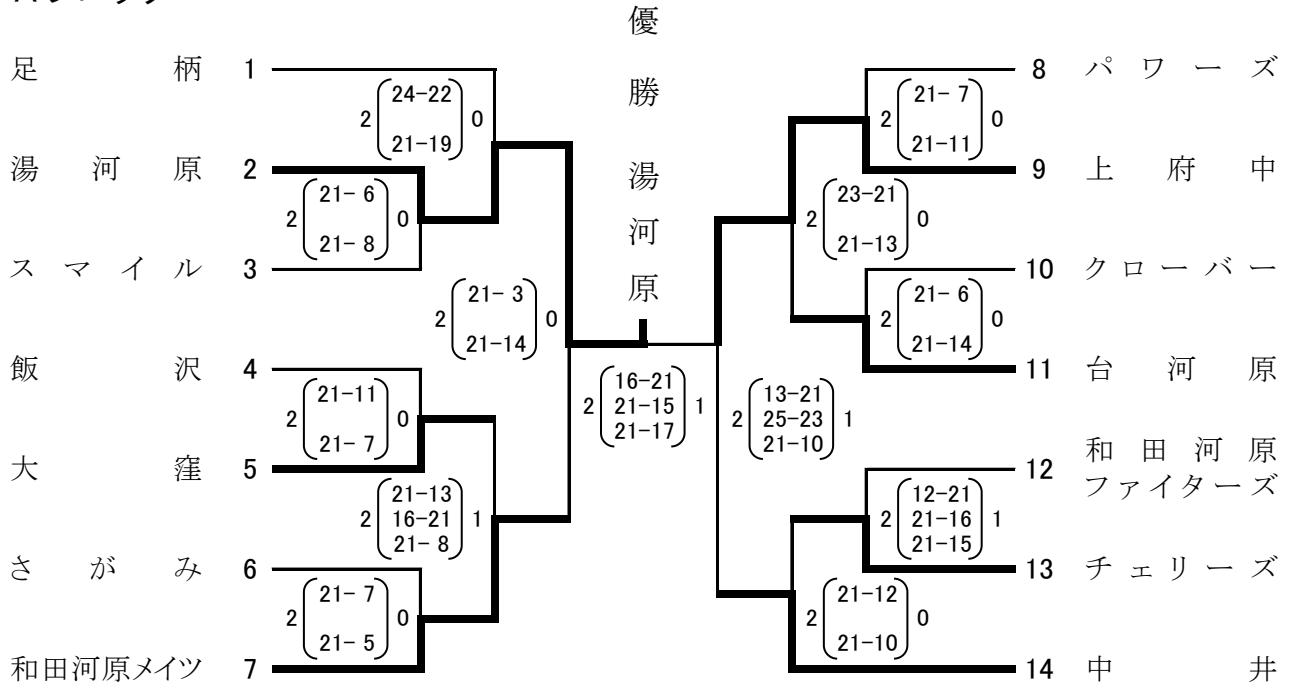 優勝 湯河原
足柄 1
2 24-22 0
21-19
湯河原 2
2 21- 6 0
21- 8
スマイル 3
2 21- 3 0
21-14
飯沢 4
2 21-11 0
21- 7
大窪 5
2 21-13 1
16-21
21- 8
さがみ 6
2 21- 7 0
21- 5
和田河原メイツ 7
2 16-21 1
21-15
21-17
8 パワーズ
2 21- 7 0
21-11
9 上府中
2 23-21 0
21-13
10 クローバー
2 21- 6 0
21-14
11 台河原
2 13-21 1
25-23
21-10
12 和田河原
ファイターズ
2 12-21 1
21-16
21-15
13 チェリーズ
2 21-12 0
21-10
14 中井